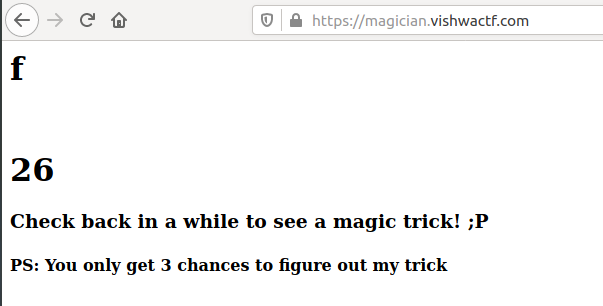 https://magician.vishwactf.com
f
26
Check back in a while to see a magic trick! ;P
PS: You only get 3 chances to figure out my trick